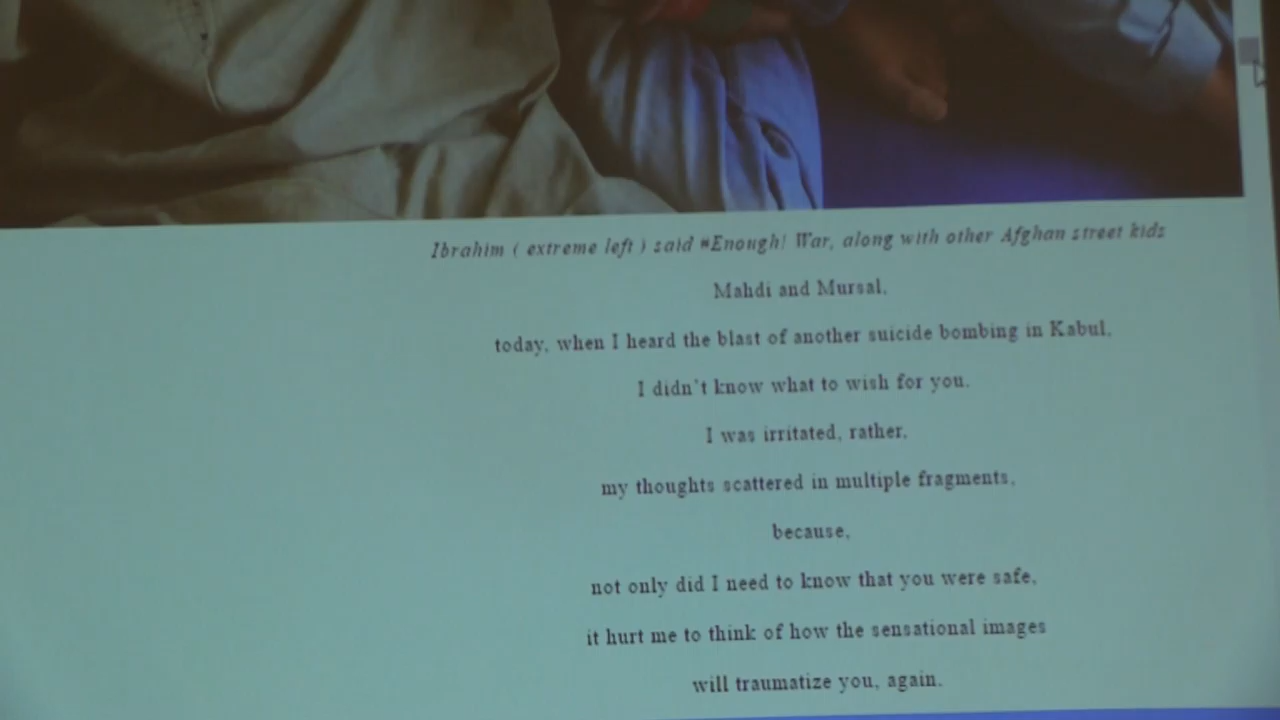 Ibrahim ( extreme left ) said #Enough! War, along with other Afghan street kids
Mahdi and Mursal,
today, when I heard the blast of another suicide bombing in Kabul,
I didn't know what to wish for you.
I was irritated, rather,
my thoughts scattered in multiple fragments,
because,
not only did I need to know that you were safe,
it hurt me to think of how the sensational images
will traumatize you, again.